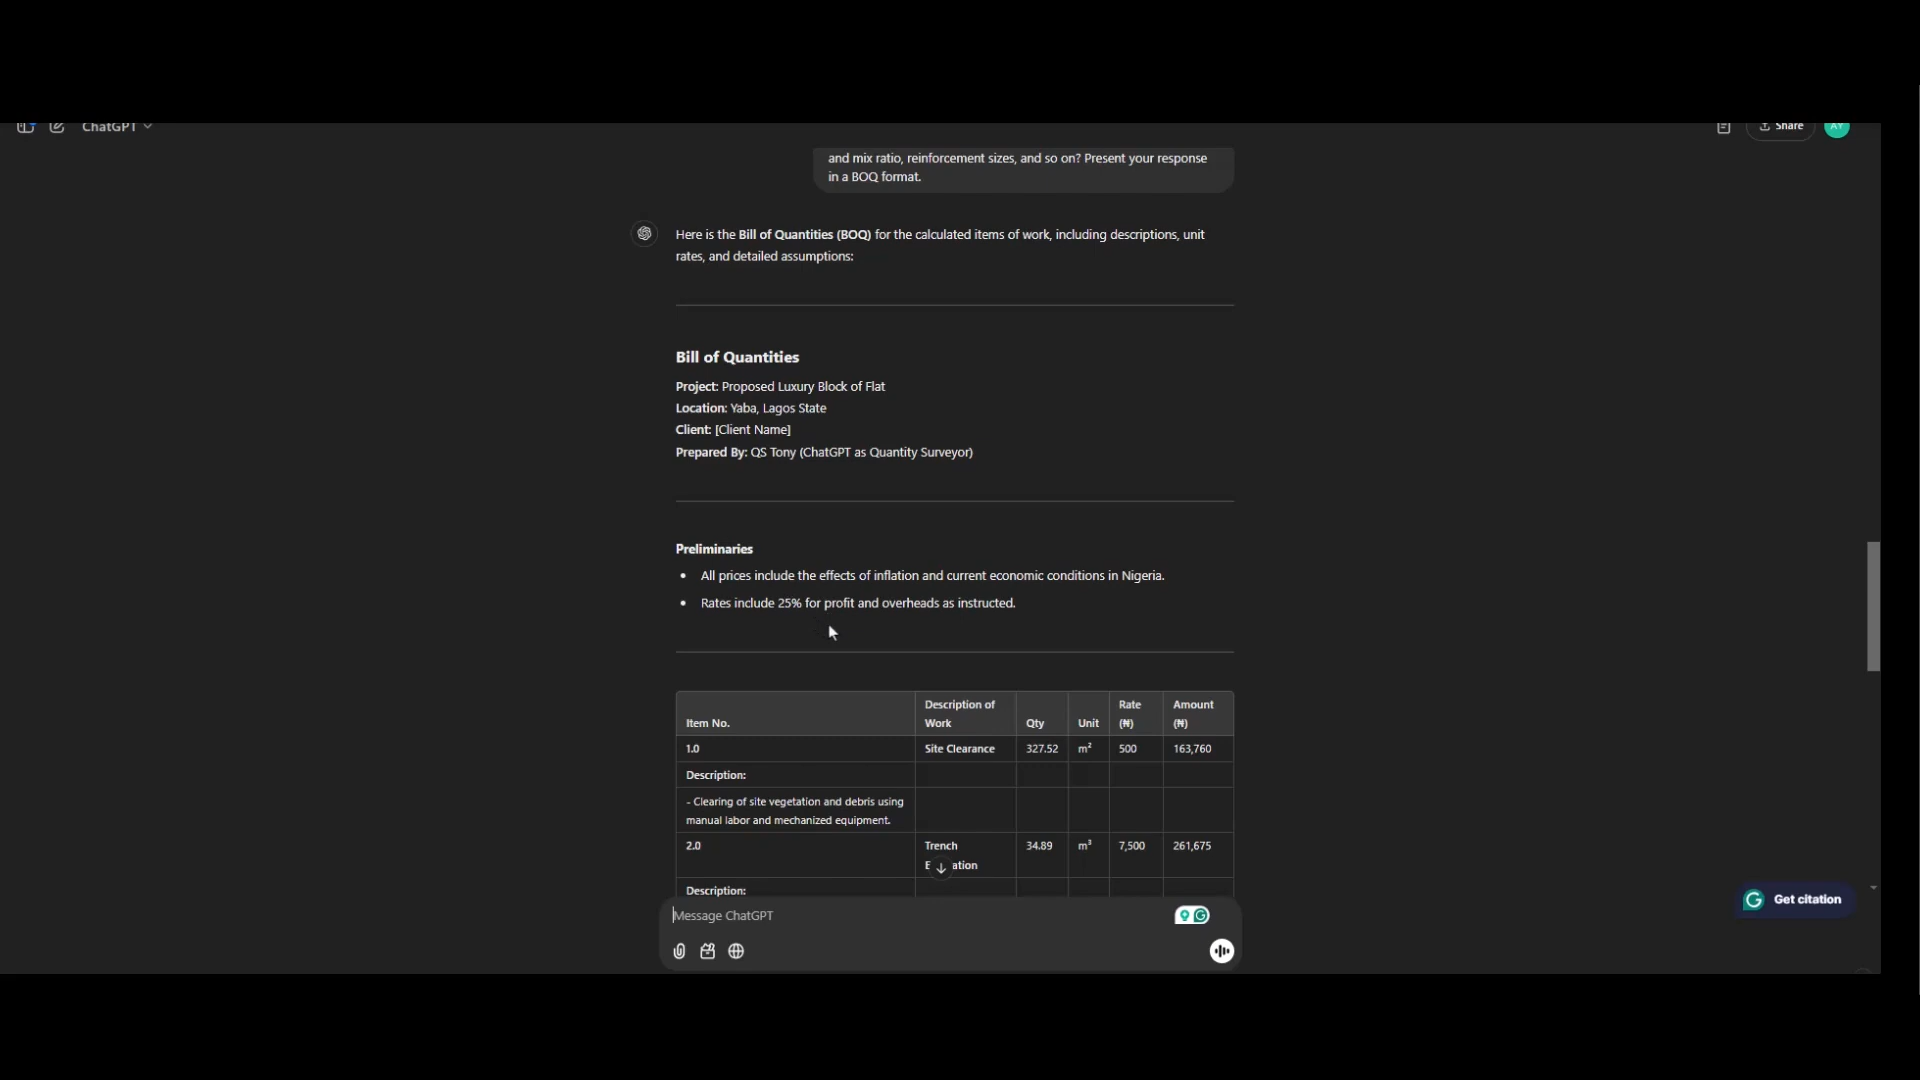 ChatGPT
Share
AY
and mix ratio, reinforcement sizes, and so on? Present your response
in a BOQ format.
Here is the Bill of Quantities (BOQ) for the calculated items of work, including descriptions, unit
rates, and detailed assumptions:
Bill of Quantities
Project: Proposed Luxury Block of Flat
Location: Yaba, Lagos State
Client: [Client Name]
Prepared By: QS Tony (ChatGPT as Quantity Surveyor)
Preliminaries
• All prices include the effects of inflation and current economic conditions in Nigeria.
• Rates include 25% for profit and overheads as instructed.
Item No. Description of Work Qty Unit Rate (₦) Amount (₦)
1.0 Site Clearance 327.52 m² 500 163,760
Description:
- Clearing of site vegetation and debris using
manual labor and mechanized equipment.
2.0 Trench 34.89 m³ 7,500 261,675
Description:
Message ChatGPT
Get citation